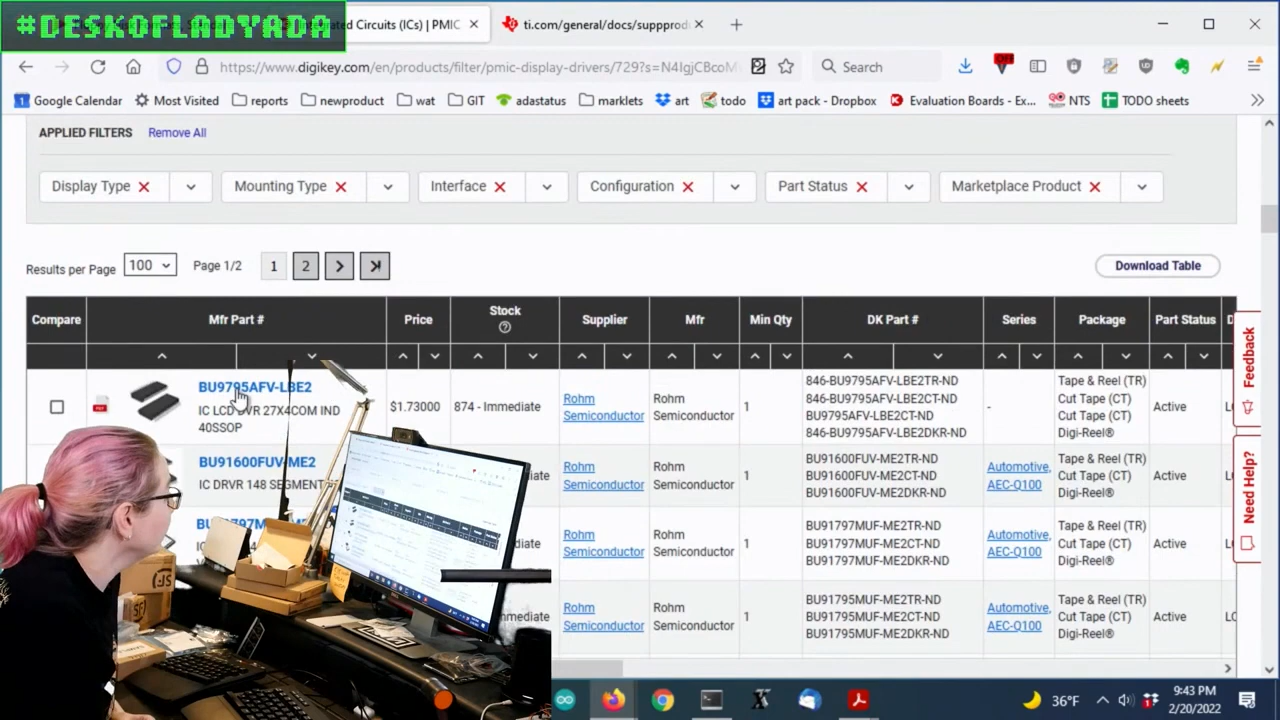 #DESKOFLADYADA
Integrated Circuits (ICs) | PMIC
ti.com/general/docs/suppprod
https://www.digikey.com/en/products/filter/pmic-display-drivers/729?s=N4IgjCBcoM
Search
OFF
Google Calendar
Most Visited
reports
newproduct
wat
GIT
adastatus
marklets
art
todo
art pack - Dropbox
Evaluation Boards - Ex...
NTS
TODO sheets
APPLIED FILTERS Remove All
Display Type
Mounting Type
Interface
Configuration
Part Status
Marketplace Product
Results per Page 100 Page 1/2 1 2
Download Table
Compare
Mfr Part #
Price
Stock
Supplier
Mfr
Min Qty
DK Part #
Series
Package
Part Status
BU9795AFV-LBE2
IC LCD DVR 27X4COM IND
40SSOP
$1.73000
874 - Immediate
Rohm
Semiconductor
Rohm
Semiconductor
1
846-BU9795AFV-LBE2TR-ND
846-BU9795AFV-LBE2CT-ND
BU9795AFV-LBE2CT-ND
846-BU9795AFV-LBE2DKR-ND
-
Tape & Reel (TR)
Cut Tape (CT)
Digi-Reel®
Active
BU91600FUV-ME2
IC DRVR 148 SEGMENT
Rohm
Semiconductor
Rohm
Semiconductor
1
BU91600FUV-ME2TR-ND
BU91600FUV-ME2CT-ND
BU91600FUV-ME2DKR-ND
Automotive,
AEC-Q100
Tape & Reel (TR)
Cut Tape (CT)
Digi-Reel®
Active
Rohm
Semiconductor
Rohm
Semiconductor
1
BU91797MUF-ME2TR-ND
BU91797MUF-ME2CT-ND
BU91797MUF-ME2DKR-ND
Automotive,
AEC-Q100
Tape & Reel (TR)
Cut Tape (CT)
Digi-Reel®
Active
Rohm
Semiconductor
Rohm
Semiconductor
1
BU91795MUF-ME2TR-ND
BU91795MUF-ME2CT-ND
BU91795MUF-ME2DKR-ND
Automotive,
AEC-Q100
Tape & Reel (TR)
Cut Tape (CT)
Digi-Reel®
Active
Feedback
Need Help?
36°F
9:43 PM
2/20/2022